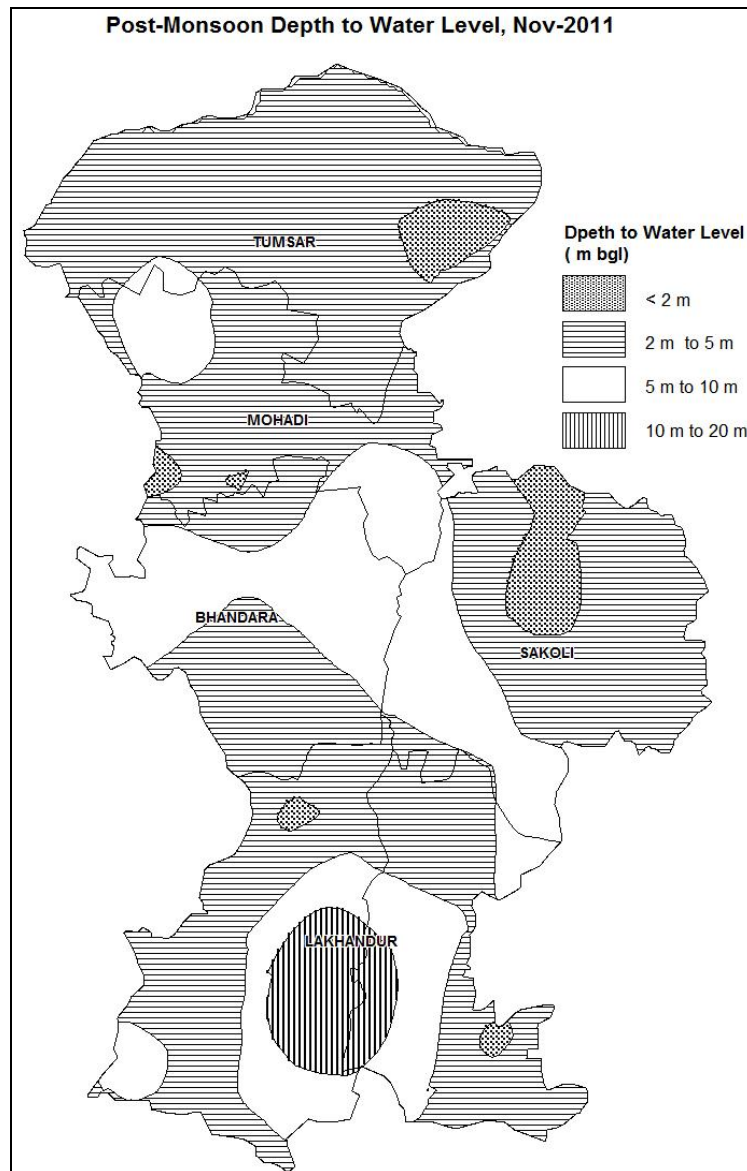 Post-Monsoon Depth to Water Level, Nov-2011
TUMSAR
Dpeth to Water Level
( m bgl)
< 2 m
2 m to 5 m
5 m to 10 m
10 m to 20 m
MOHADI
BHANDARA
SAKOLI
LAKHANDUR